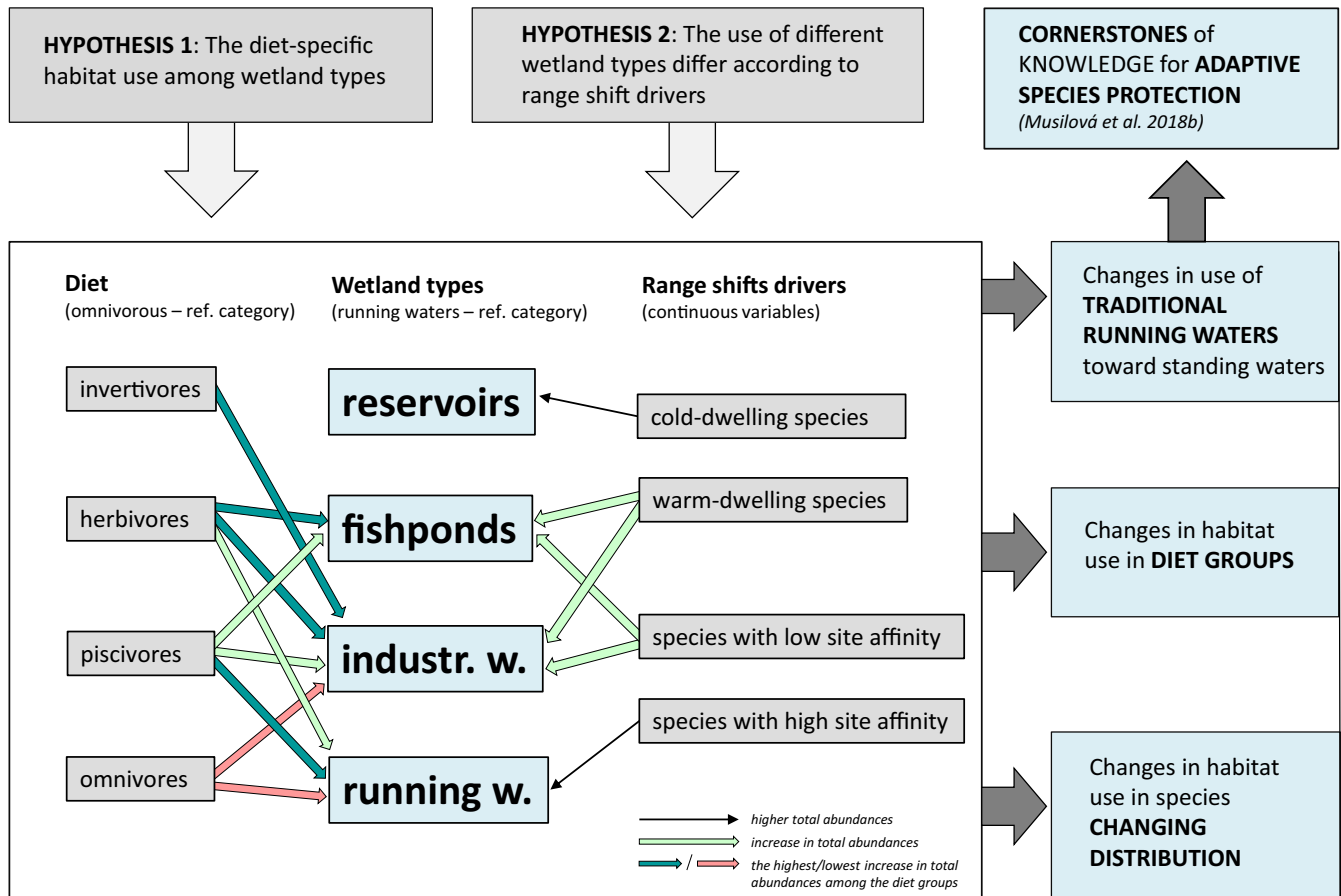 HYPOTHESIS 1: The diet-specific
habitat use among wetland types
HYPOTHESIS 2: The use of different
wetland types differ according to
range shift drivers
CORNERSTONES of
KNOWLEDGE for ADAPTIVE
SPECIES PROTECTION
(Musilová et al. 2018b)
Diet
(omnivorous – ref. category)
invertivores
herbivores
piscivores
omnivores
Wetland types
(running waters – ref. category)
reservoirs
fishponds
industr. w.
running w.
Range shifts drivers
(continuous variables)
cold-dwelling species
warm-dwelling species
species with low site affinity
species with high site affinity
higher total abundances
increase in total abundances
/ the highest/lowest increase in total
abundances among the diet groups
Changes in use of
TRADITIONAL
RUNNING WATERS
toward standing waters
Changes in habitat
use in DIET GROUPS
Changes in habitat
use in species
CHANGING
DISTRIBUTION